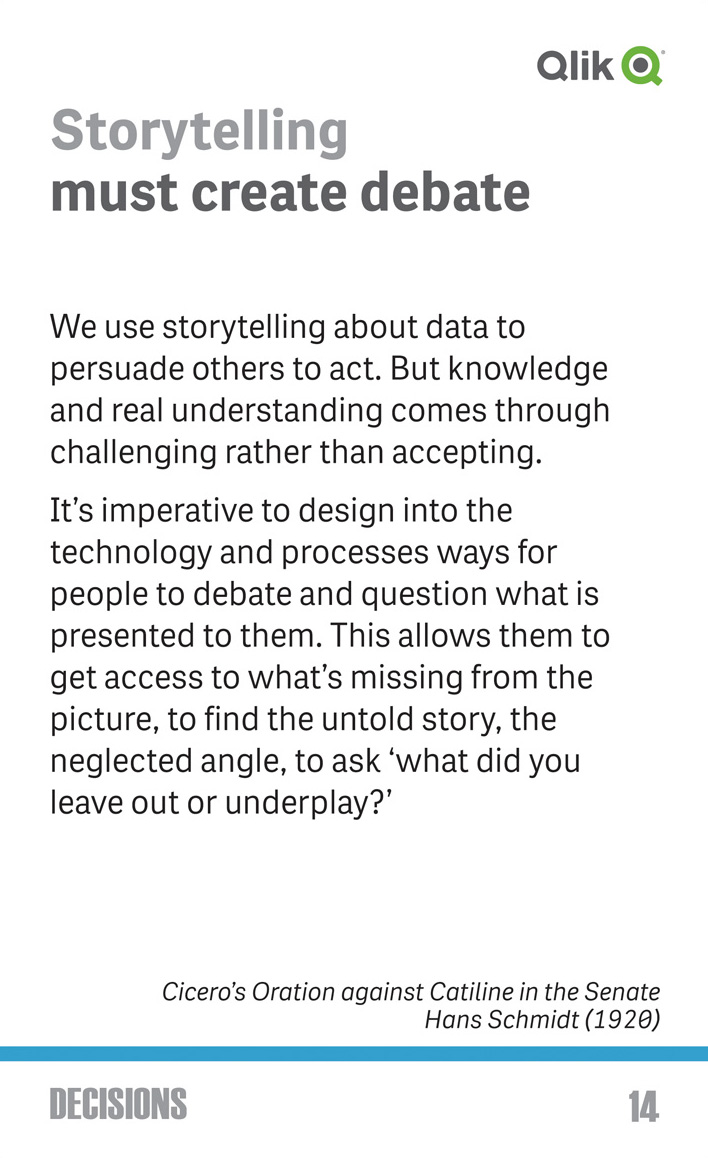 Qlik
Storytelling
must create debate
We use storytelling about data to
persuade others to act. But knowledge
and real understanding comes through
challenging rather than accepting.
It’s imperative to design into the
technology and processes ways for
people to debate and question what is
presented to them. This allows them to
get access to what’s missing from the
picture, to find the untold story, the
neglected angle, to ask ‘what did you
leave out or underplay?’
Cicero’s Oration against Catiline in the Senate
Hans Schmidt (1920)
DECISIONS
14